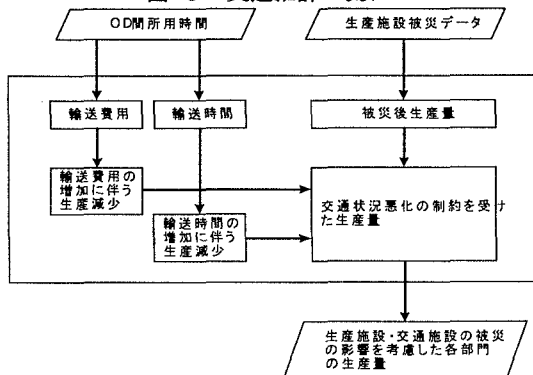 OD間所用時間
生産施設被災データ
輸送費用
輸送時間
被災後生産量
輸送費用の
増加に伴う
生産減少
輸送時間の
増加に伴う
生産減少
交通状況悪化の制約を受け
た生産量
生産施設・交通施設の被災
の影響を考慮した各部門
の生産量